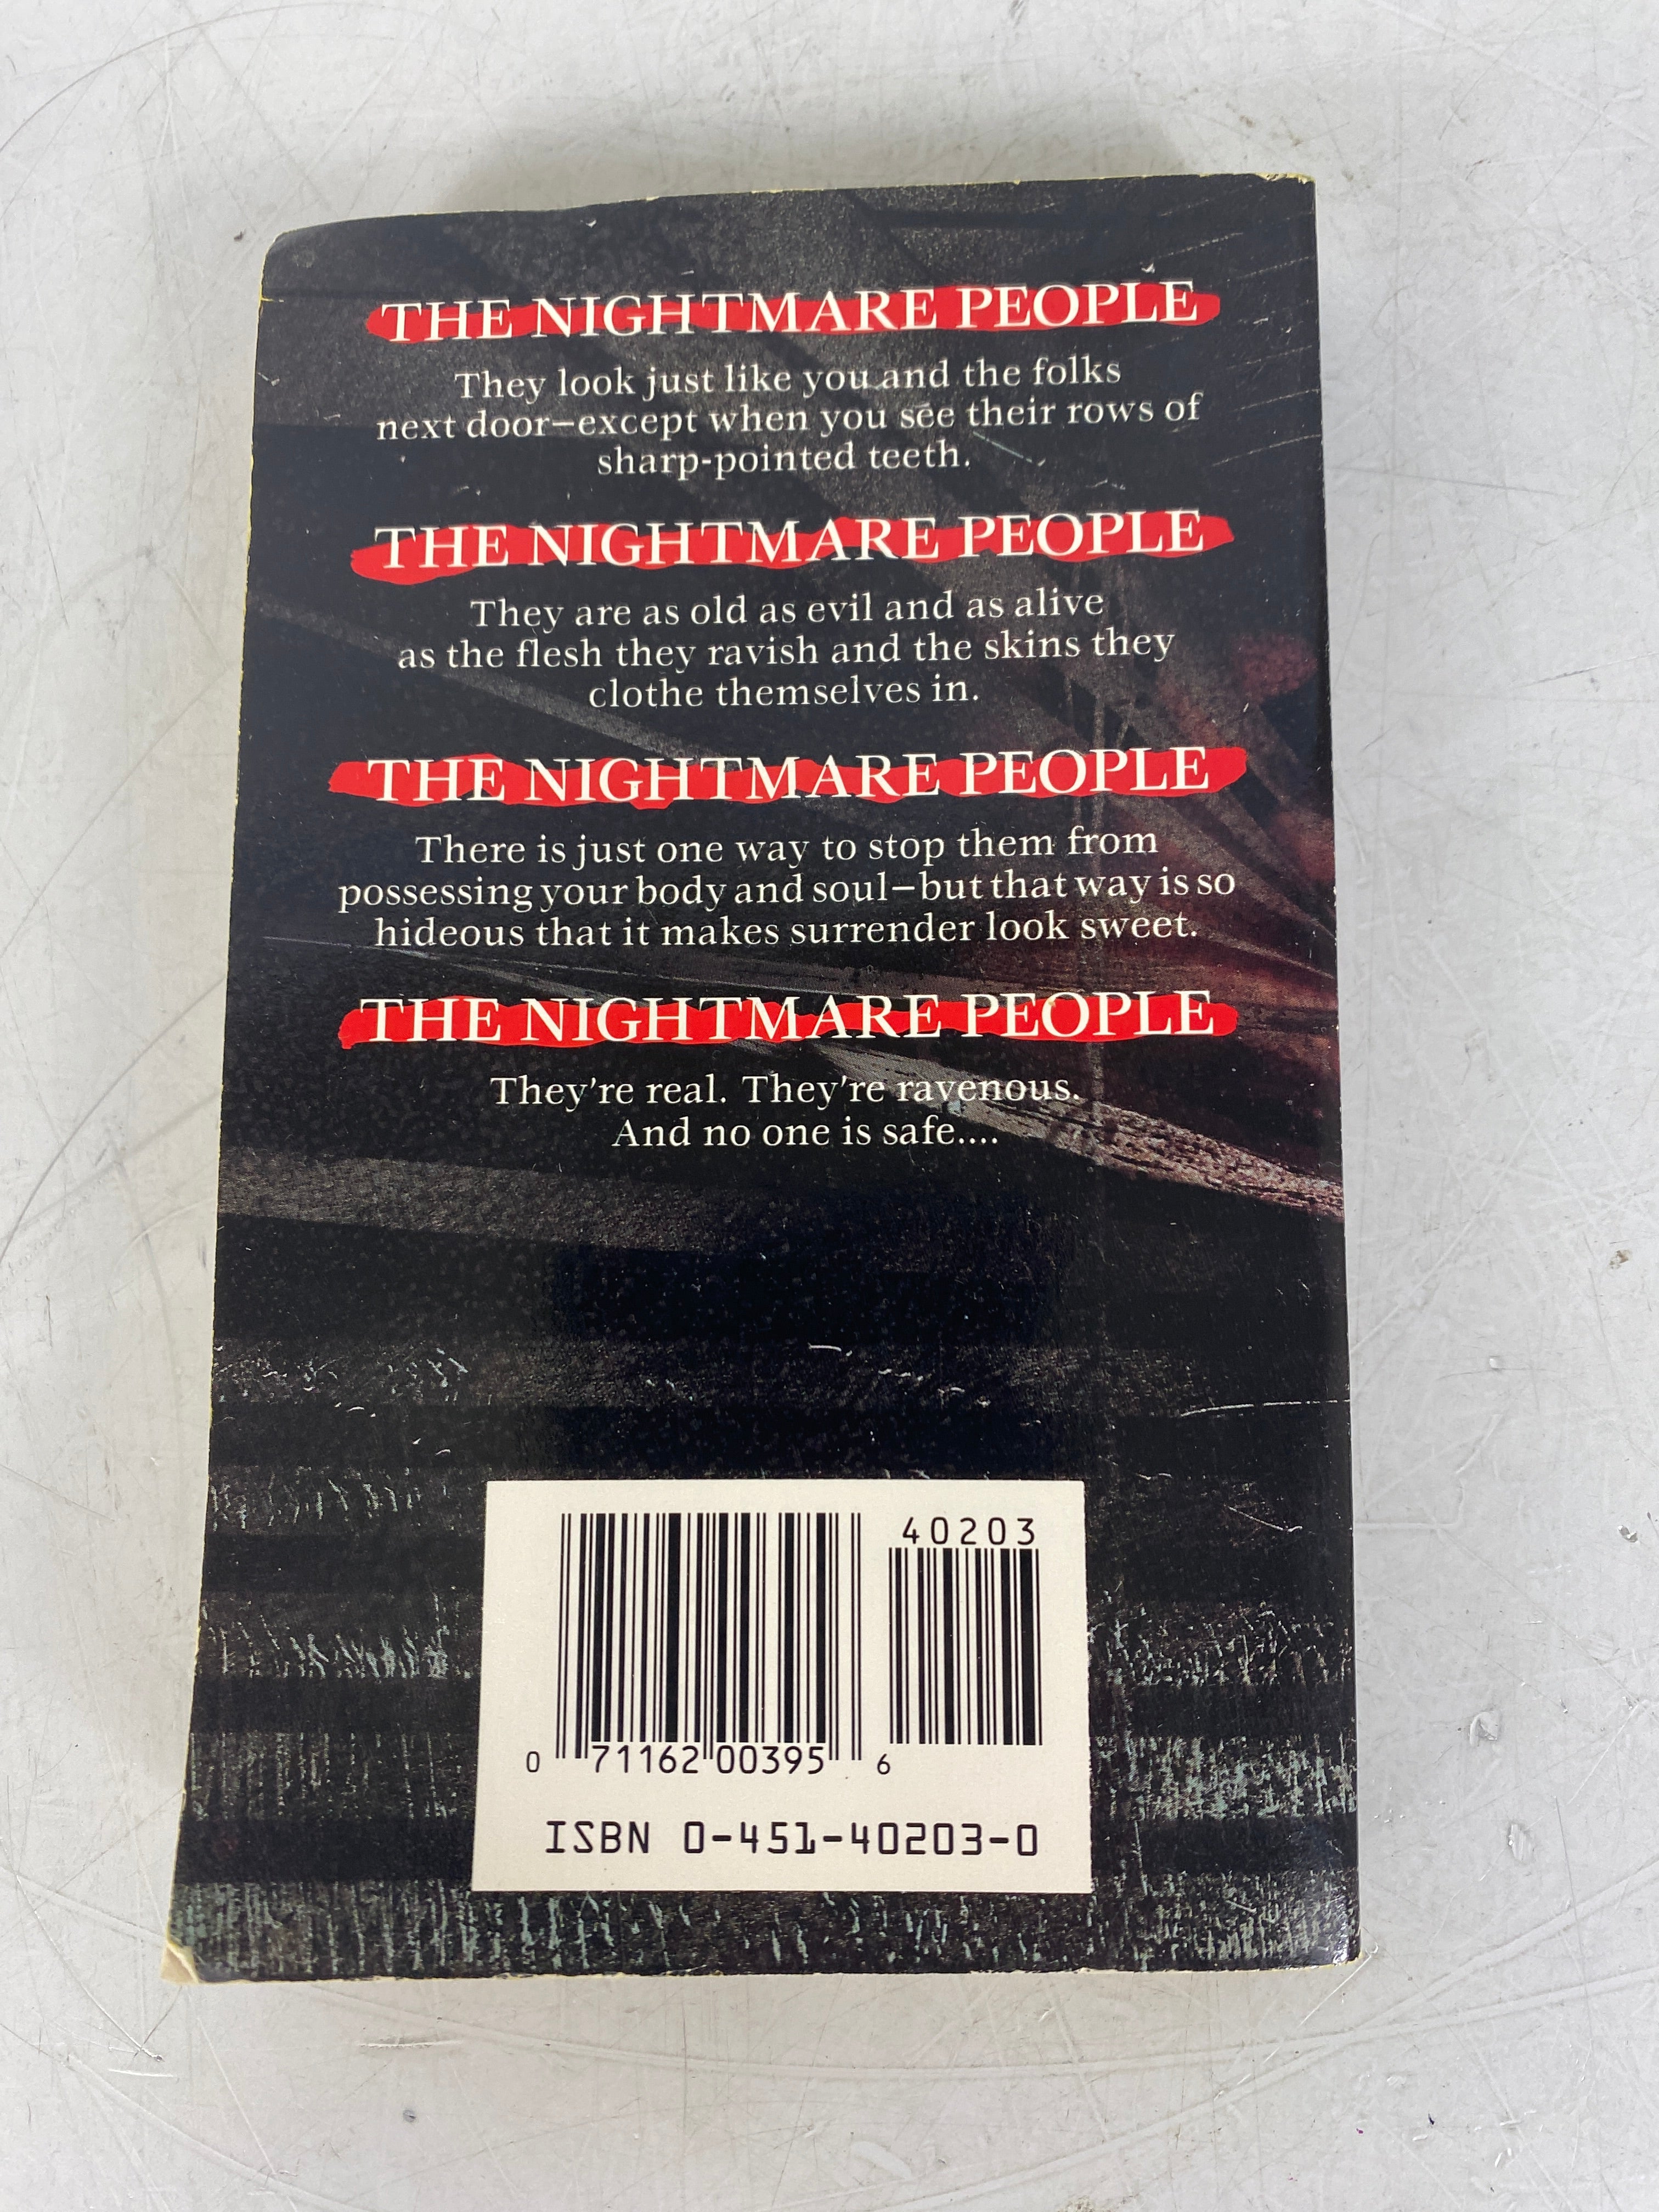 THE NIGHTMARE PEOPLE
They look just like you and the folks
next door—except when you see their rows of
sharp-pointed teeth.
THE NIGHTMARE PEOPLE
They are as old as evil and as alive
as the flesh they ravish and the skins they
clothe themselves in.
THE NIGHTMARE PEOPLE
There is just one way to stop them from
possessing your body and soul—but that way is so
hideous that it makes surrender look sweet.
THE NIGHTMARE PEOPLE
They're real. They're ravenous.
And no one is safe....
40203
0 71162 00395 6
ISBN 0-451-40203-0